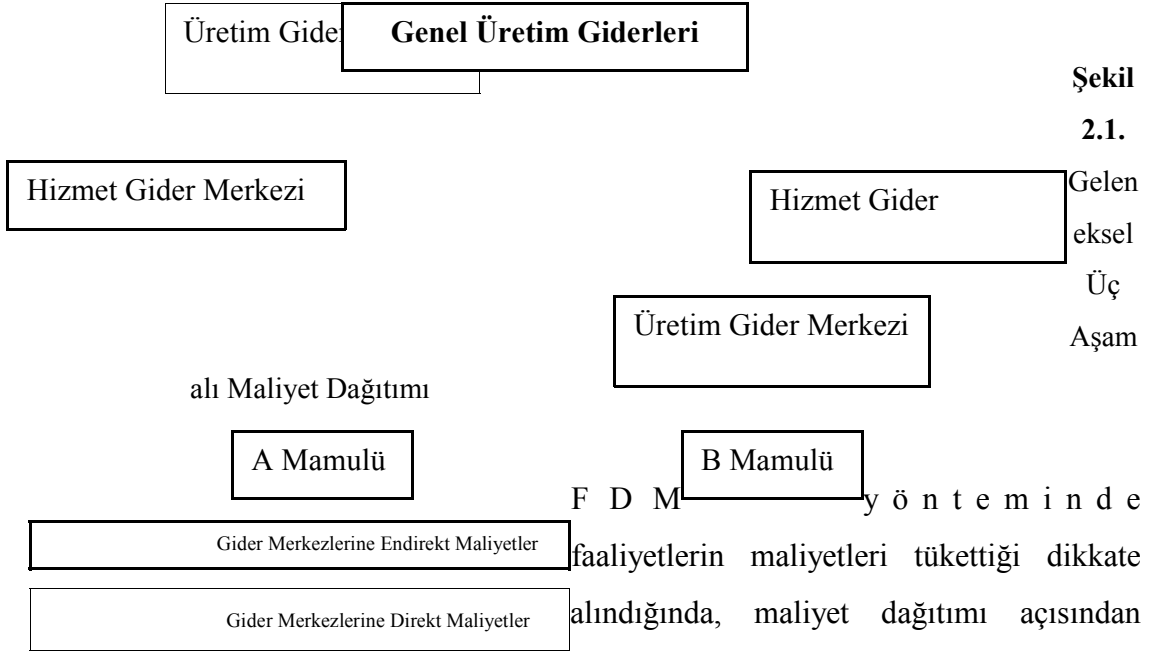 Üretim Gider
Genel Üretim Giderleri
Şekil
2.1.
Gelen
eksel
Üç
Aşam
alı Maliyet Dağıtımı
Hizmet Gider Merkezi
Hizmet Gider
Üretim Gider Merkezi
A Mamulü
B Mamulü
Gider Merkezlerine Endirekt Maliyetler
Gider Merkezlerine Direkt Maliyetler
F D M y ö n t e m i n d e
faaliyetlerin maliyetleri tükettiği dikkate
alındığında, maliyet dağıtımı açısından